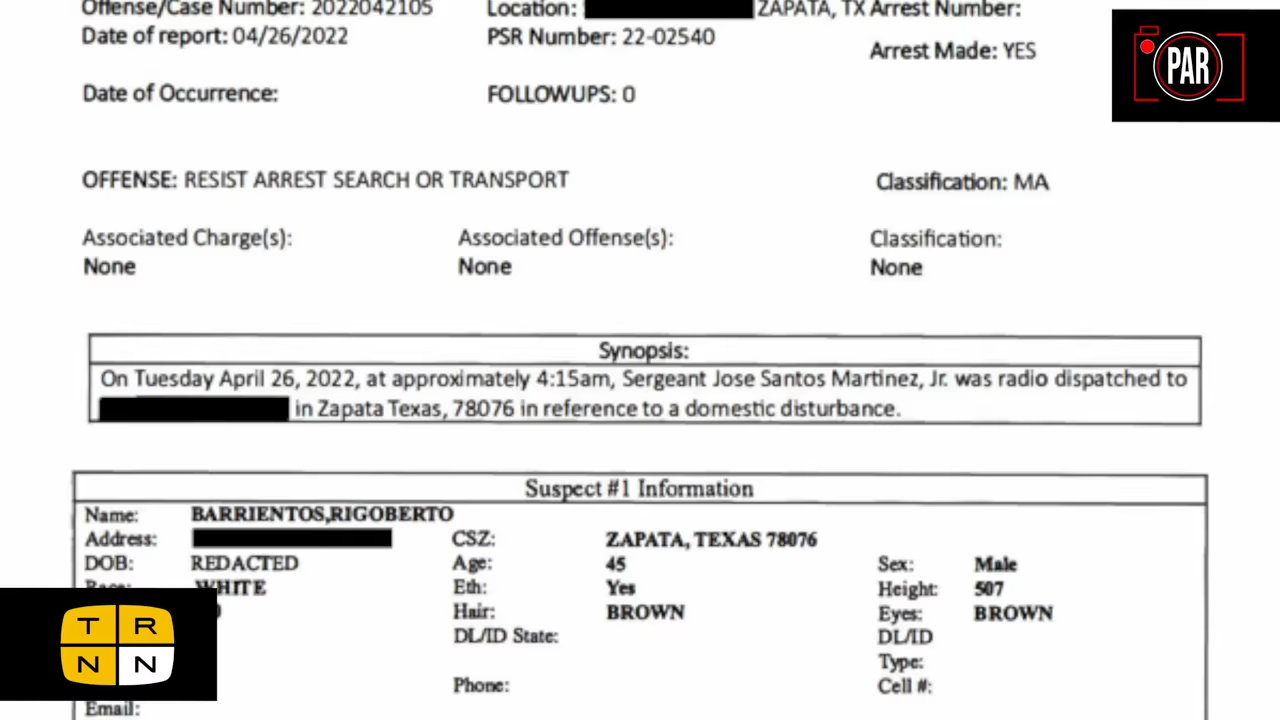 Offense/Case Number: 2022042105 Location: ZAPATA, TX Arrest Number:
Date of report: 04/26/2022 PSR Number: 22-02540 Arrest Made: YES
Date of Occurrence: FOLLOWUPS: 0
OFFENSE: RESIST ARREST SEARCH OR TRANSPORT Classification: MA
Associated Charge(s): Associated Offense(s): Classification:
None None None
Synopsis:
On Tuesday April 26, 2022, at approximately 4:15am, Sergeant Jose Santos Martinez, Jr. was radio dispatched to
in Zapata Texas, 78076 in reference to a domestic disturbance.
Suspect #1 Information
Name: BARRIENTOS,RIGOBERTO
Address: CSZ: ZAPATA, TEXAS 78076
DOB: REDACTED Age: 45 Sex: Male
Race: WHITE Eth: Yes Height: 507
Hair: BROWN Eyes: BROWN
DL/ID State: DL/ID
Type:
Phone: Cell #:
Email:
PAR
T R
N N